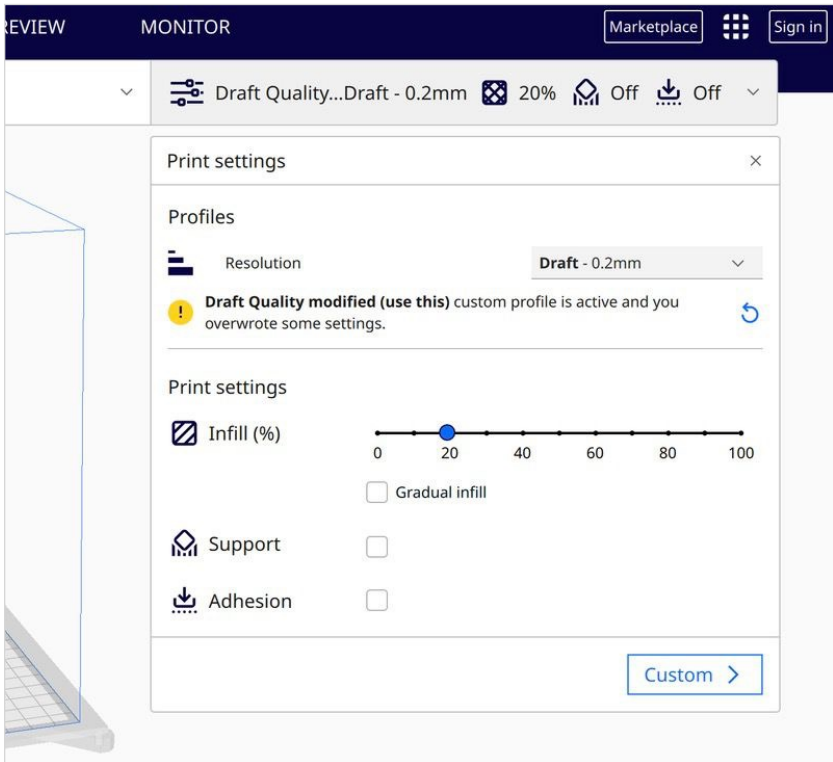 REVIEW MONITOR Marketplace Sign in
Draft Quality...Draft - 0.2mm 20% Off Off
Print settings
Profiles
Resolution Draft - 0.2mm
! Draft Quality modified (use this) custom profile is active and you
overwrote some settings.
Print settings
Infill (%)
0 20 40 60 80 100
Gradual infill
Support
Adhesion
Custom